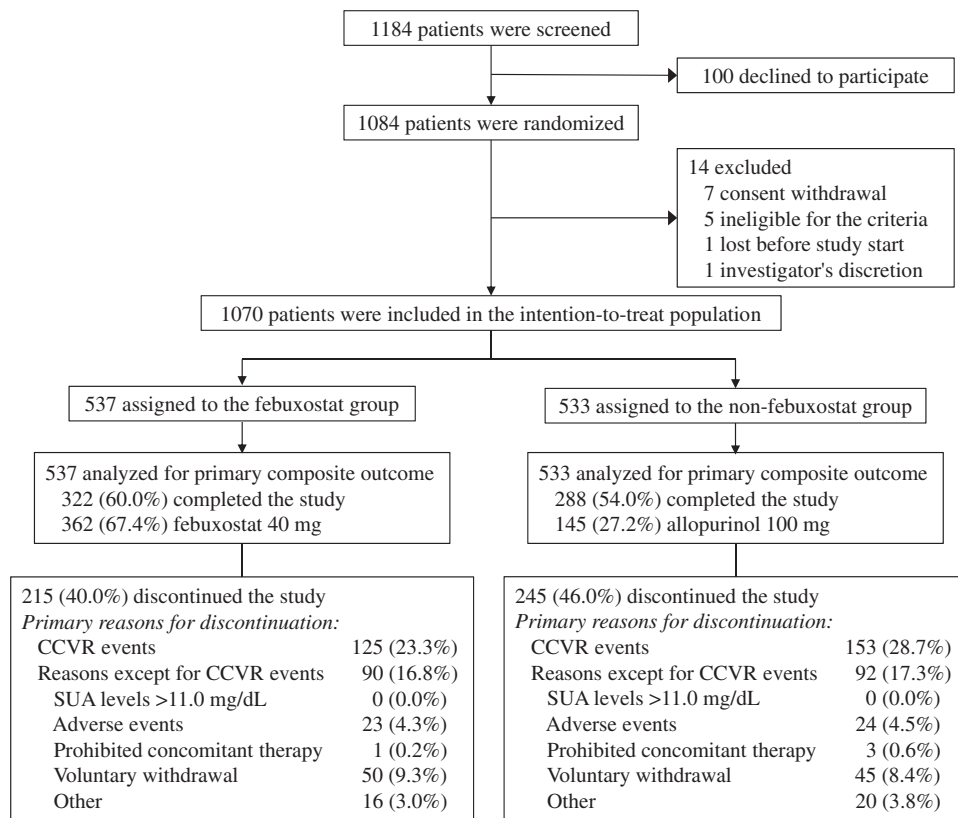 1184 patients were screened
100 declined to participate
1084 patients were randomized
14 excluded
7 consent withdrawal
5 ineligible for the criteria
1 lost before study start
1 investigator's discretion
1070 patients were included in the intention-to-treat population
537 assigned to the febuxostat group
533 assigned to the non-febuxostat group
537 analyzed for primary composite outcome
322 (60.0%) completed the study
362 (67.4%) febuxostat 40 mg
533 analyzed for primary composite outcome
288 (54.0%) completed the study
145 (27.2%) allopurinol 100 mg
215 (40.0%) discontinued the study
Primary reasons for discontinuation:
CCVR events 125 (23.3%)
Reasons except for CCVR events 90 (16.8%)
SUA levels >11.0 mg/dL 0 (0.0%)
Adverse events 23 (4.3%)
Prohibited concomitant therapy 1 (0.2%)
Voluntary withdrawal 50 (9.3%)
Other 16 (3.0%)
245 (46.0%) discontinued the study
Primary reasons for discontinuation:
CCVR events 153 (28.7%)
Reasons except for CCVR events 92 (17.3%)
SUA levels >11.0 mg/dL 0 (0.0%)
Adverse events 24 (4.5%)
Prohibited concomitant therapy 3 (0.6%)
Voluntary withdrawal 45 (8.4%)
Other 20 (3.8%)